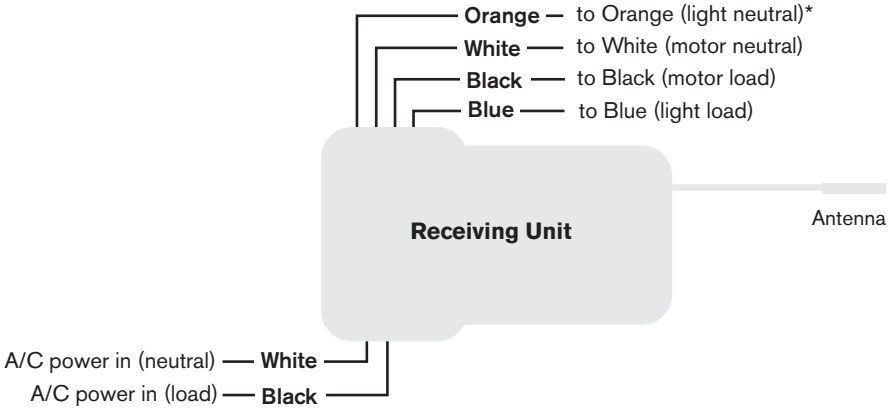 Orange to Orange (light neutral)*
White to White (motor neutral)
Black to Black (motor load)
Blue to Blue (light load)
Receiving Unit
Antenna
A/C power in (neutral) White
A/C power in (load) Black